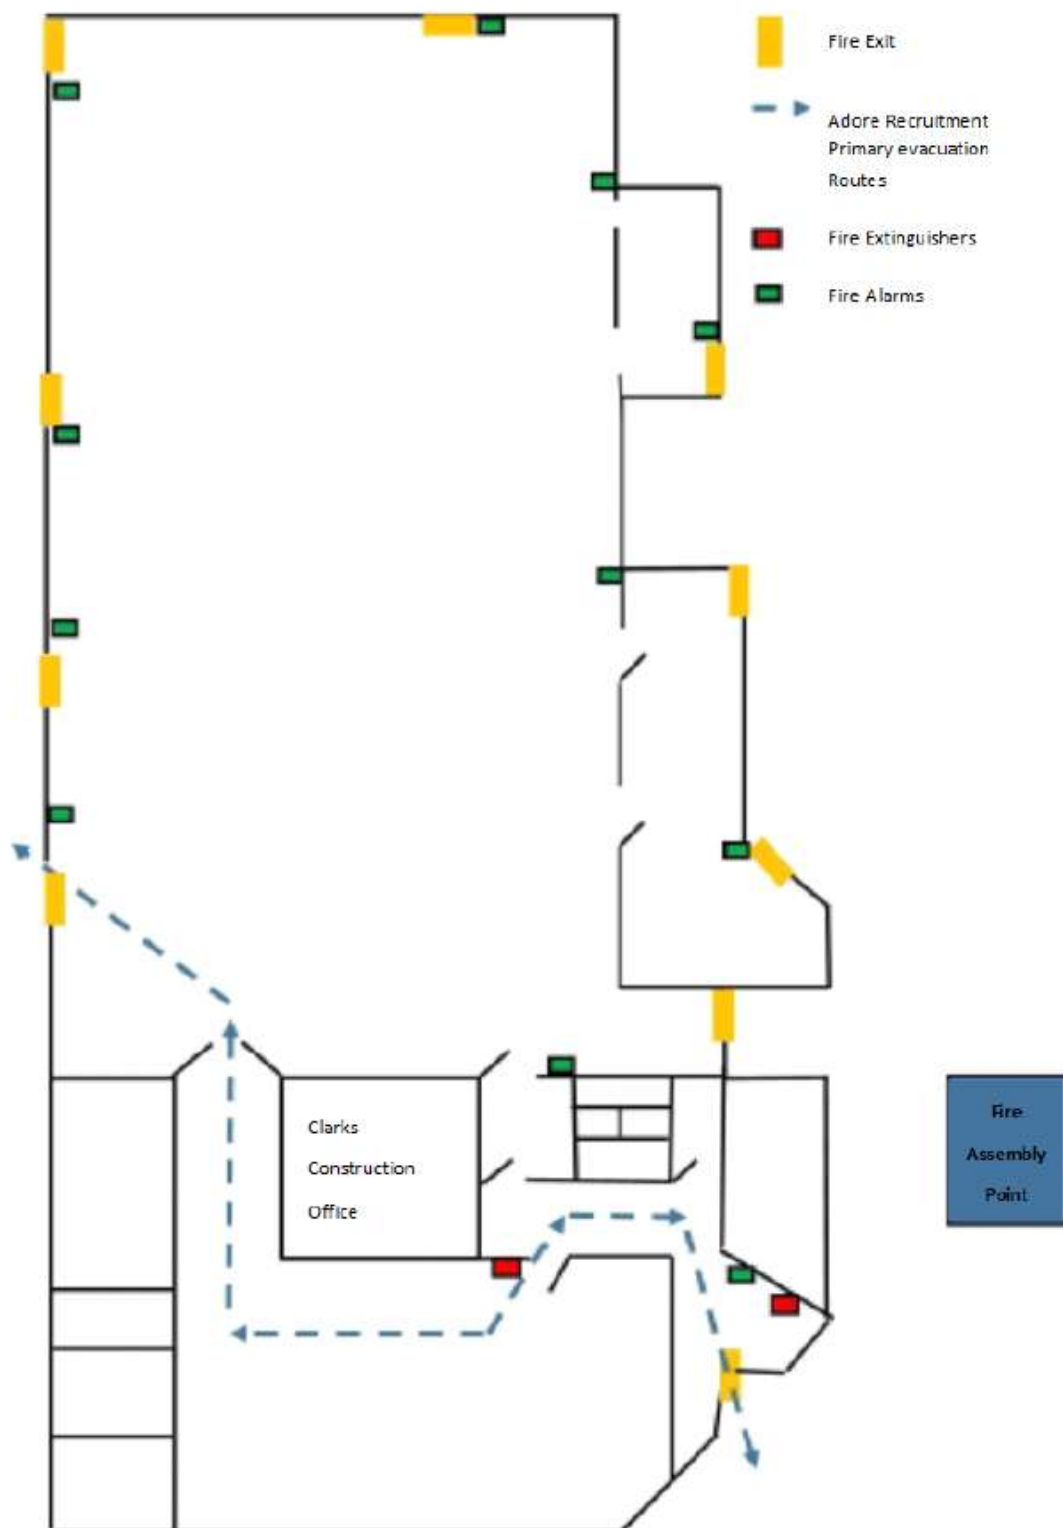 Fire Exit
Adore Recruitment
Primary evacuation
Routes
Fire Extinguishers
Fire Alarms
Clarks
Construction
Office
Fire
Assembly
Point